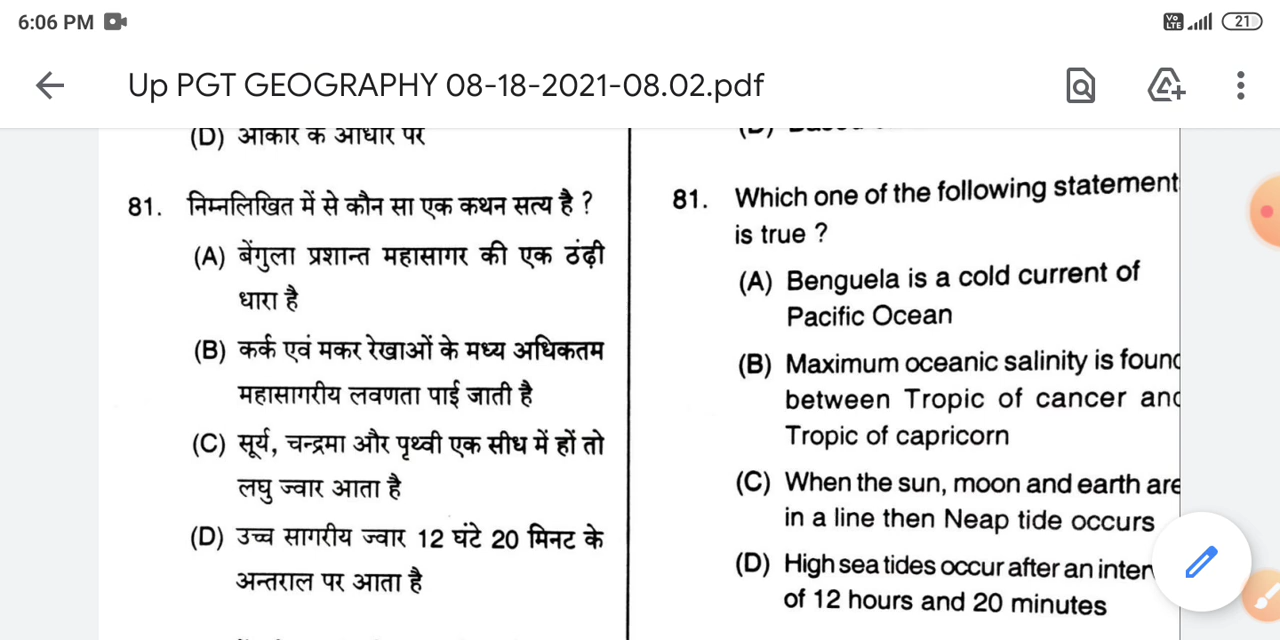 6:06 PM
Vo LTE 21
Up PGT GEOGRAPHY 08-18-2021-08.02.pdf
(D) आकार के आधार पर
81. निम्नलिखित में से कौन सा एक कथन सत्य है ?
(A) बेंगुला प्रशान्त महासागर की एक ठंढ़ी
धारा है
(B) कर्क एवं मकर रेखाओं के मध्य अधिकतम
महासागरीय लवणता पाई जाती है
(C) सूर्य, चन्द्रमा और पृथ्वी एक सीध में हों तो
लघु ज्वार आता है
(D) उच्च सागरीय ज्वार 12 घंटे 20 मिनट के
अन्तराल पर आता है
(D)
81. Which one of the following statement
is true ?
(A) Benguela is a cold current of
Pacific Ocean
(B) Maximum oceanic salinity is found
between Tropic of cancer and
Tropic of capricorn
(C) When the sun, moon and earth are
in a line then Neap tide occurs
(D) High sea tides occur after an inter
of 12 hours and 20 minutes